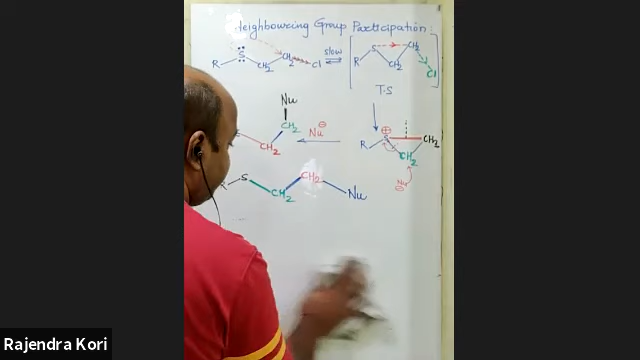 Neighbouring Group Participation:
R S CH2 CH2 Cl
slow
R S CH2 CH2 Cl
T.S
Nu
CH2
CH2
Nu ⊖
R S ⊕ CH2
CH2
Nu ⊖
S CH2 CH2 Nu
Rajendra Kori